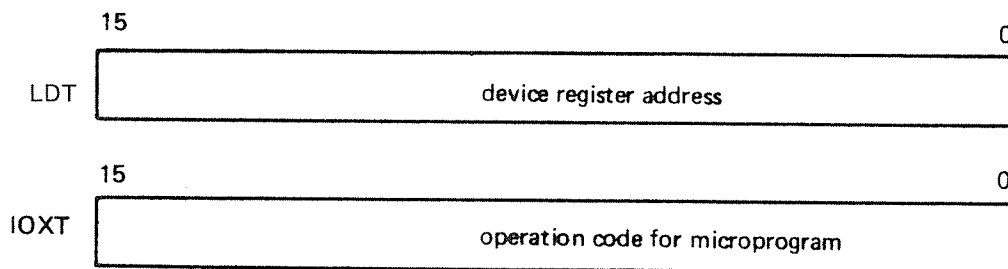 15 0
LDT device register address
15 0
IOXT operation code for microprogram